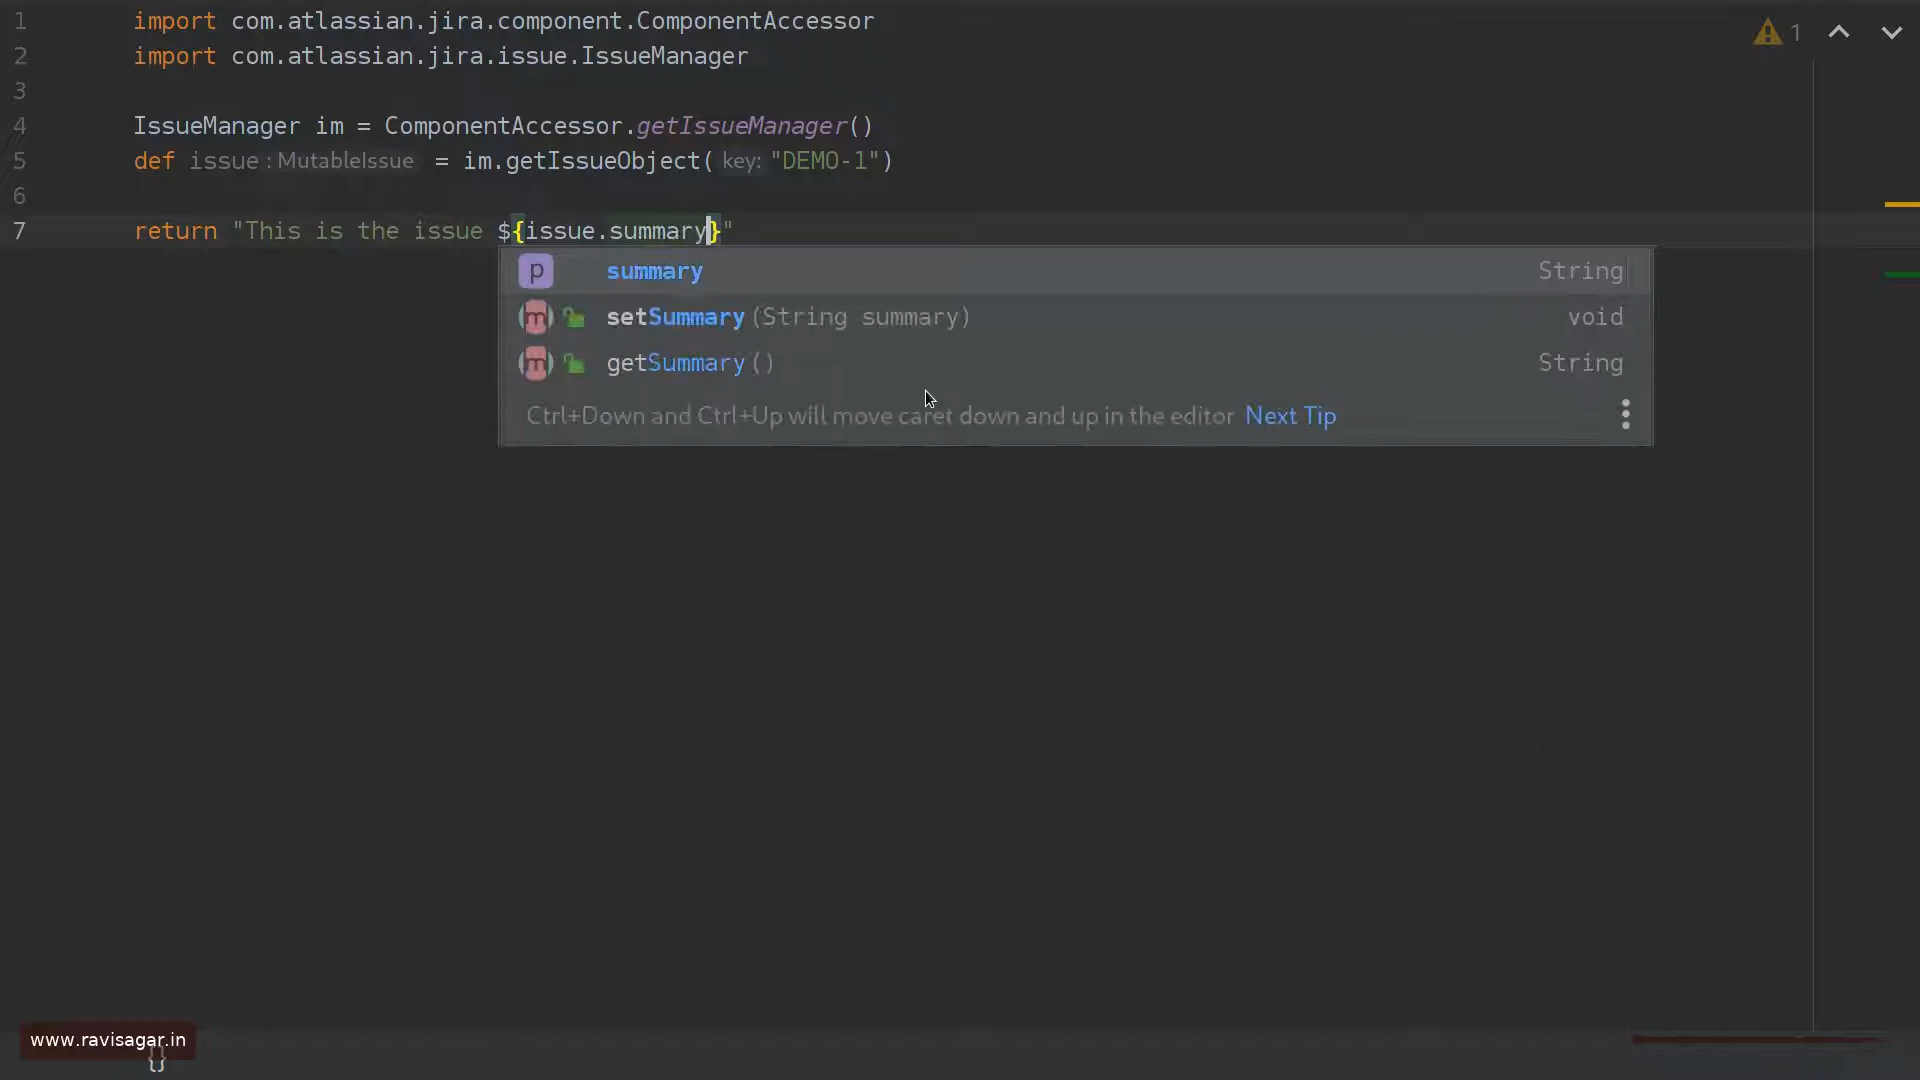 1 import com.atlassian.jira.component.ComponentAccessor
2 import com.atlassian.jira.issue.IssueManager
3
4 IssueManager im = ComponentAccessor.getIssueManager()
5 def issue : MutableIssue = im.getIssueObject( key: "DEMO-1")
6
7 return "This is the issue ${issue.summary}"
1
p summary String
m setSummary(String summary) void
m getSummary() String
Ctrl+Down and Ctrl+Up will move caret down and up in the editor Next Tip
www.ravisagar.in
{}